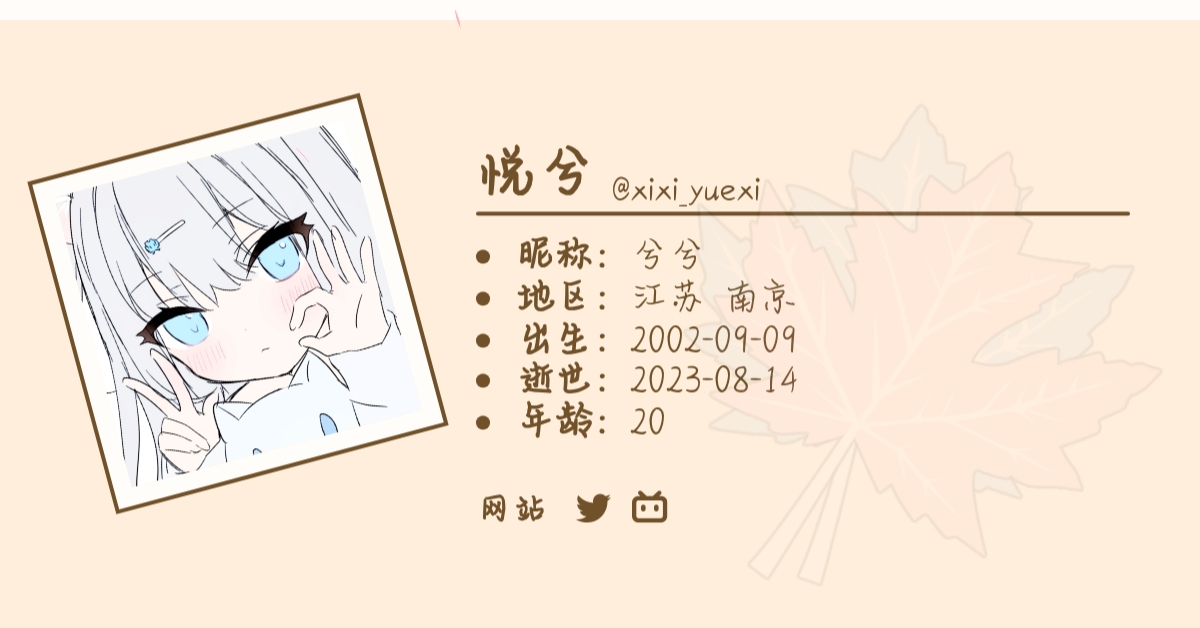 悦兮 @xixi_yuexi
昵称： 兮兮
地区： 江苏 南京
出生： 2002-09-09
逝世： 2023-08-14
年龄： 20
网站